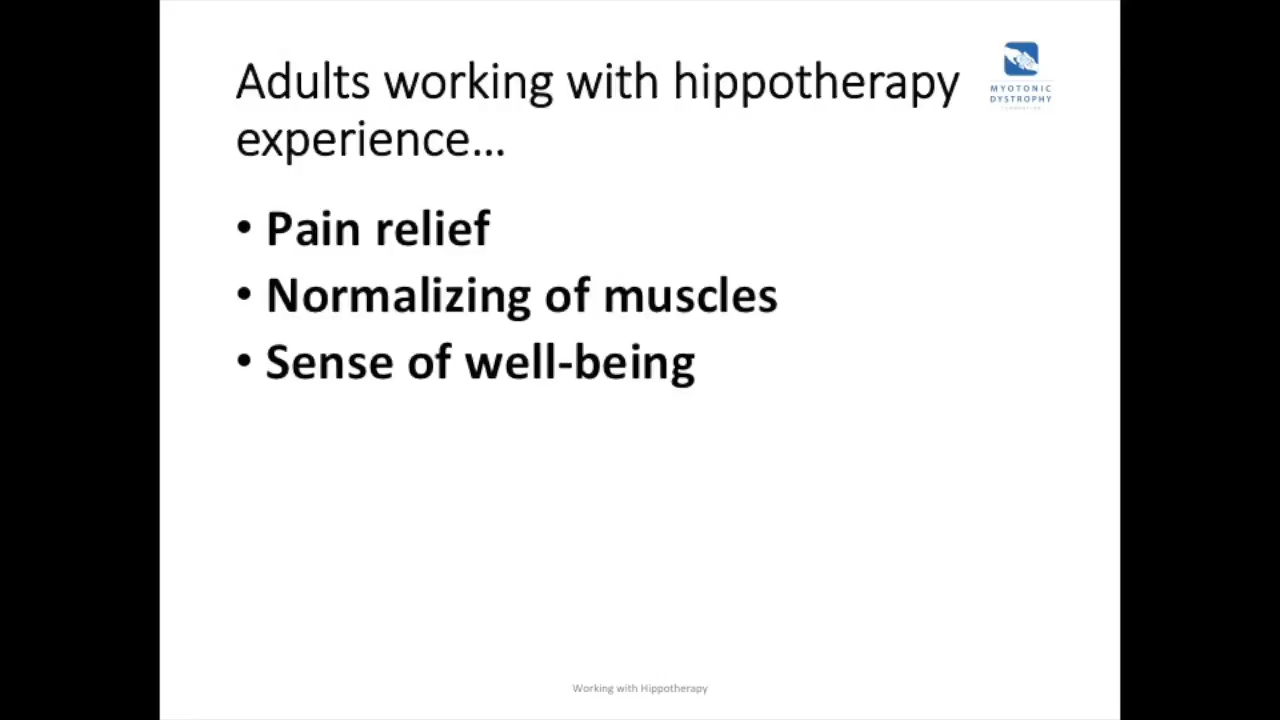 Adults working with hippotherapy
experience...
• Pain relief
• Normalizing of muscles
• Sense of well-being
MYOTONIC
DYSTROPHY
Working with Hippotherapy